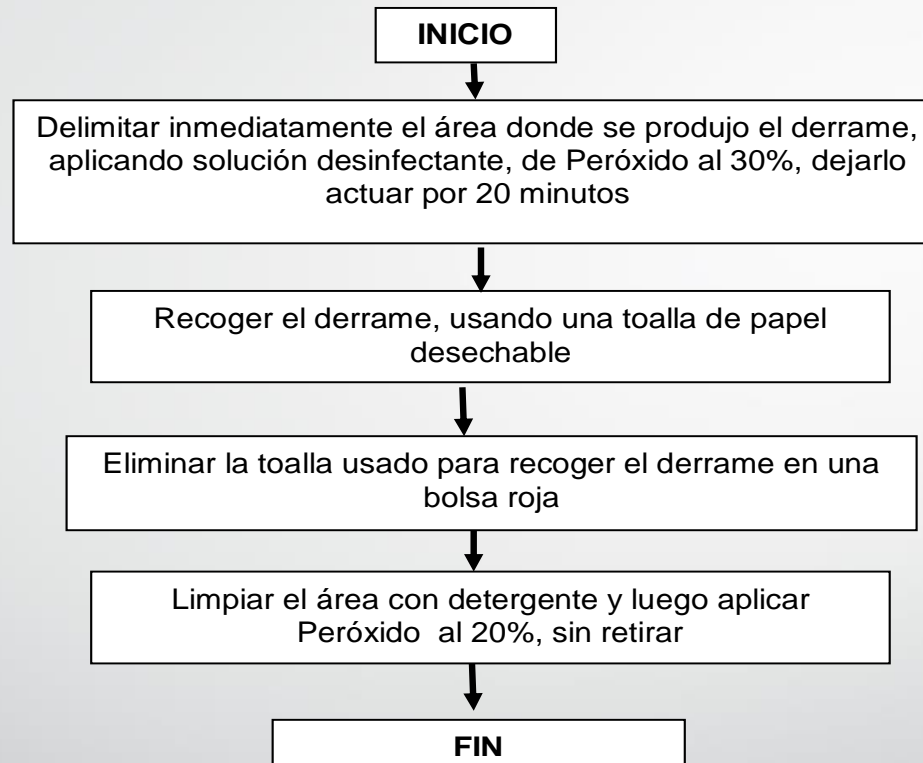 INICIO
Delimitar inmediatamente el área donde se produjo el derrame,
aplicando solución desinfectante, de Peróxido al 30%, dejarlo
actuar por 20 minutos
Recoger el derrame, usando una toalla de papel
desechable
Eliminar la toalla usado para recoger el derrame en una
bolsa roja
Limpiar el área con detergente y luego aplicar
Peróxido al 20%, sin retirar
FIN